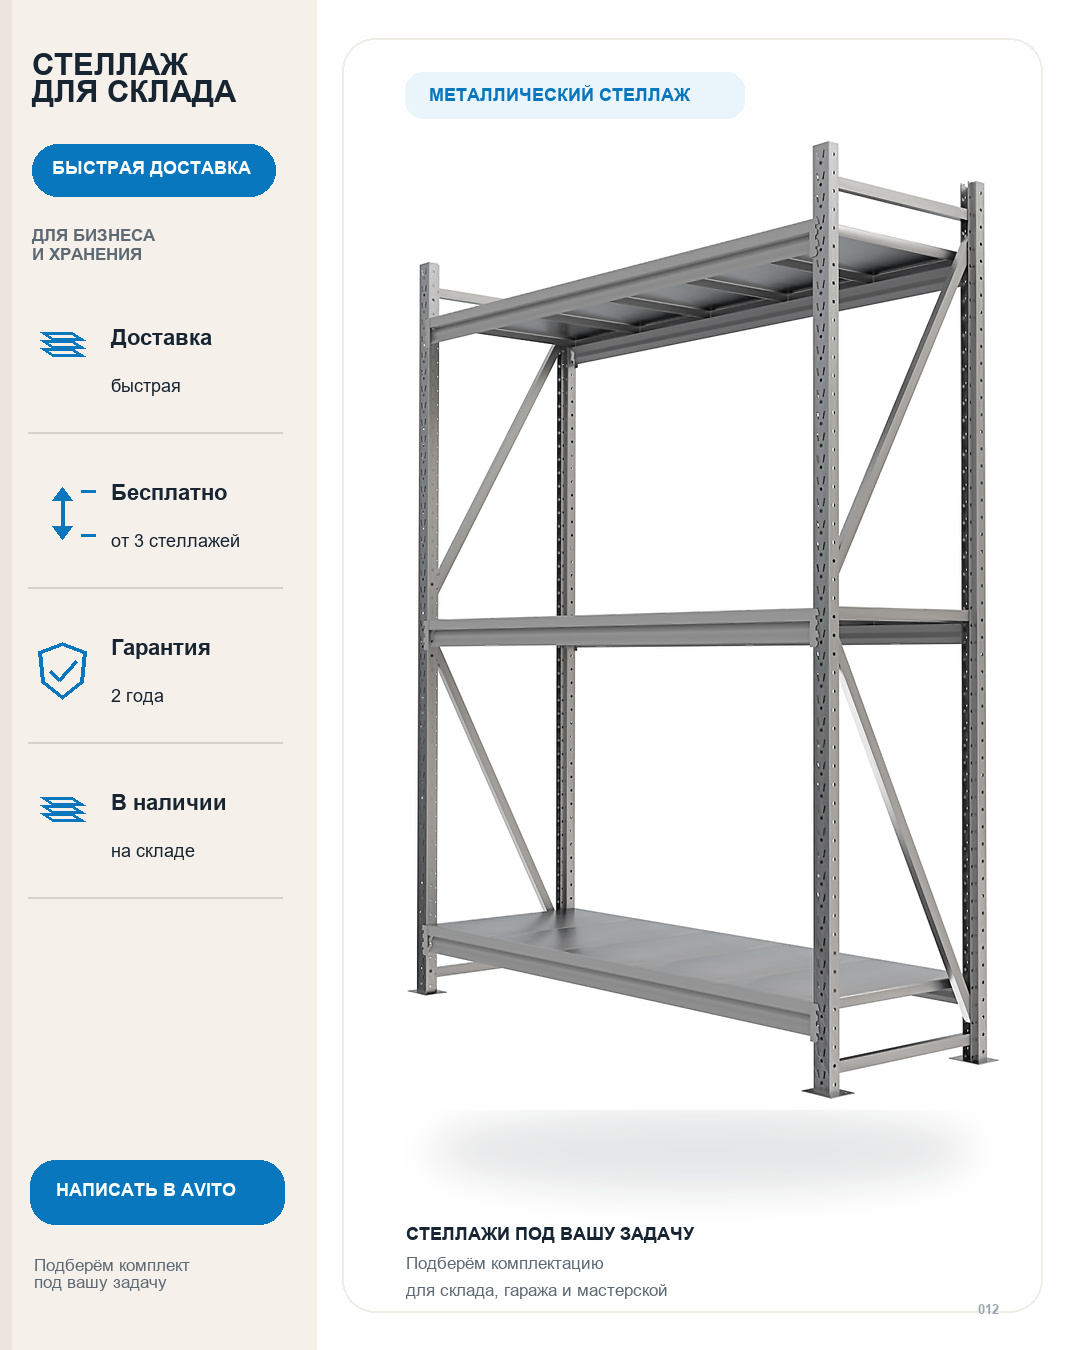 СТЕЛЛАЖ
ДЛЯ СКЛАДА
БЫСТРАЯ ДОСТАВКА
ДЛЯ БИЗНЕСА
И ХРАНЕНИЯ
Доставка
быстрая
Бесплатно
от 3 стеллажей
Гарантия
2 года
В наличии
на складе
НАПИСАТЬ В AVITO
Подберём комплект
под вашу задачу
МЕТАЛЛИЧЕСКИЙ СТЕЛЛАЖ
СТЕЛЛАЖИ ПОД ВАШУ ЗАДАЧУ
Подберём комплектацию
для склада, гаража и мастерской
012